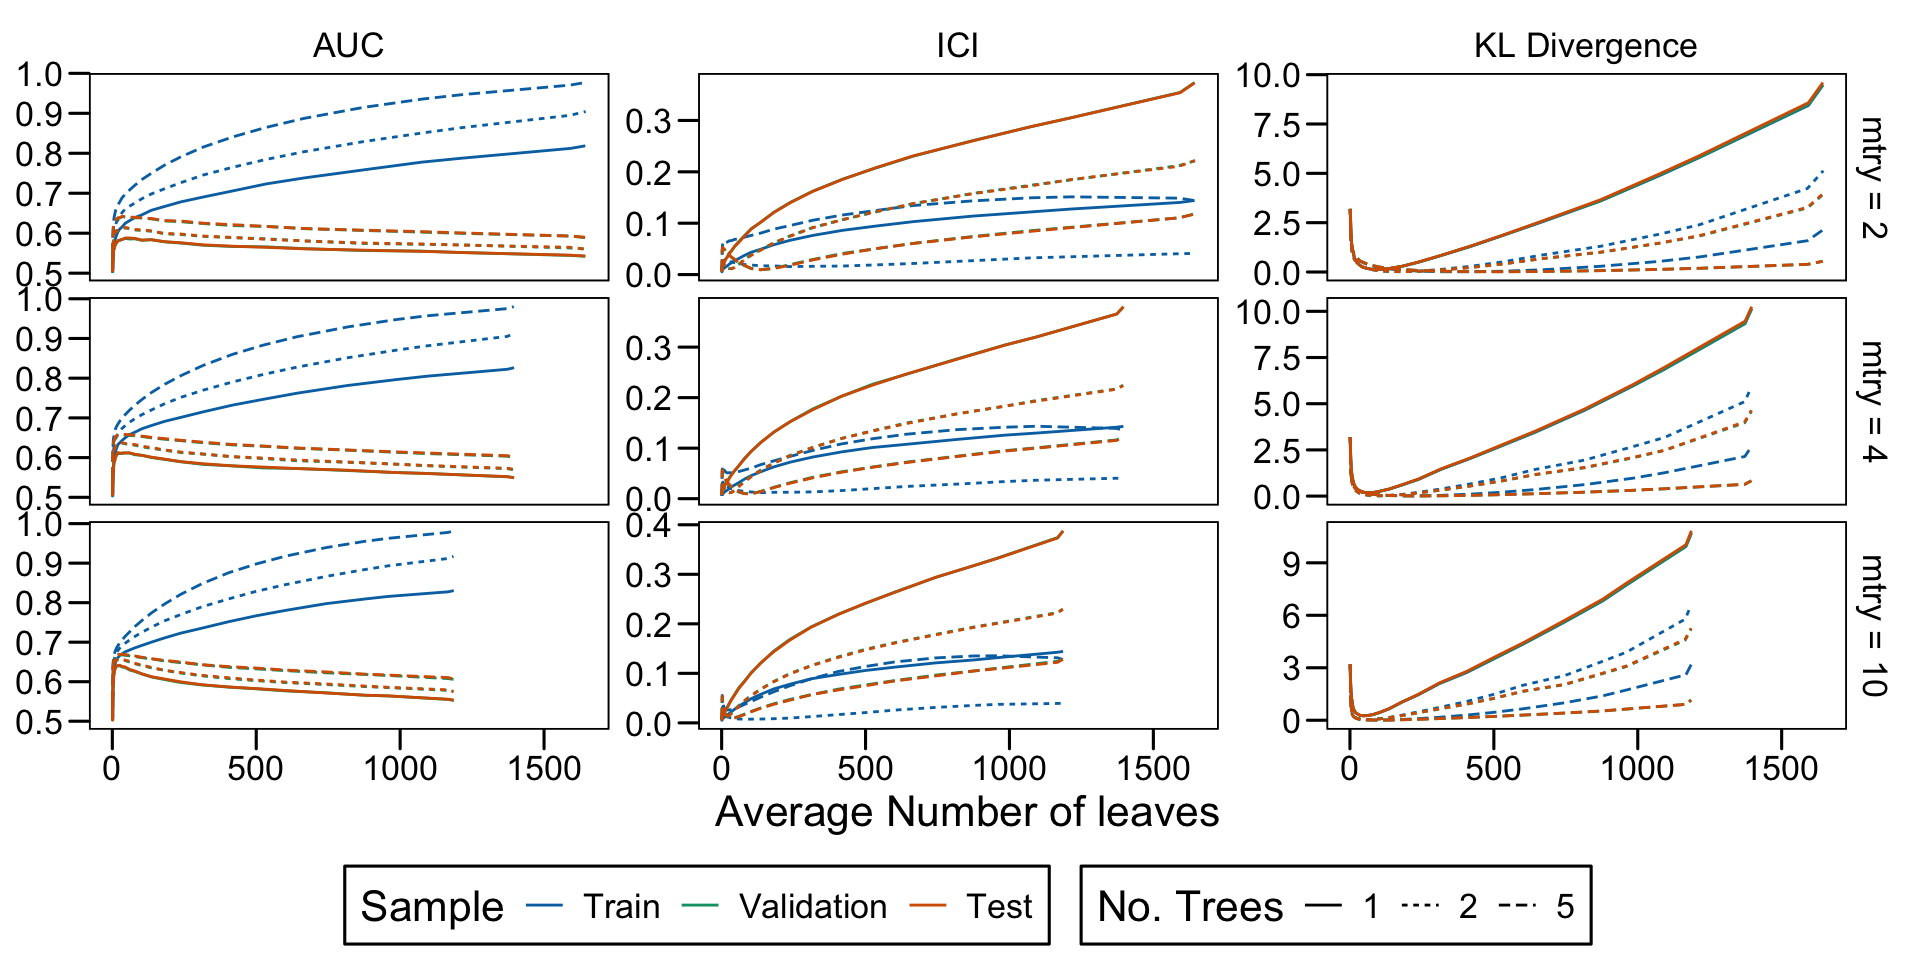 AUC ICI KL Divergence
1.0 0.9 0.8 0.7 0.6 0.5
0.3 0.2 0.1 0.0
10.0 7.5 5.0 2.5 0.0
mtry = 2
1.0 0.9 0.8 0.7 0.6 0.5
0.3 0.2 0.1 0.0
10.0 7.5 5.0 2.5 0.0
mtry = 4
1.0 0.9 0.8 0.7 0.6 0.5
0.4 0.3 0.2 0.1 0.0
9 6 3 0
mtry = 10
0 500 1000 1500 0 500 1000 1500 0 500 1000 1500
Average Number of leaves
Sample Train Validation Test No. Trees 1 2 5